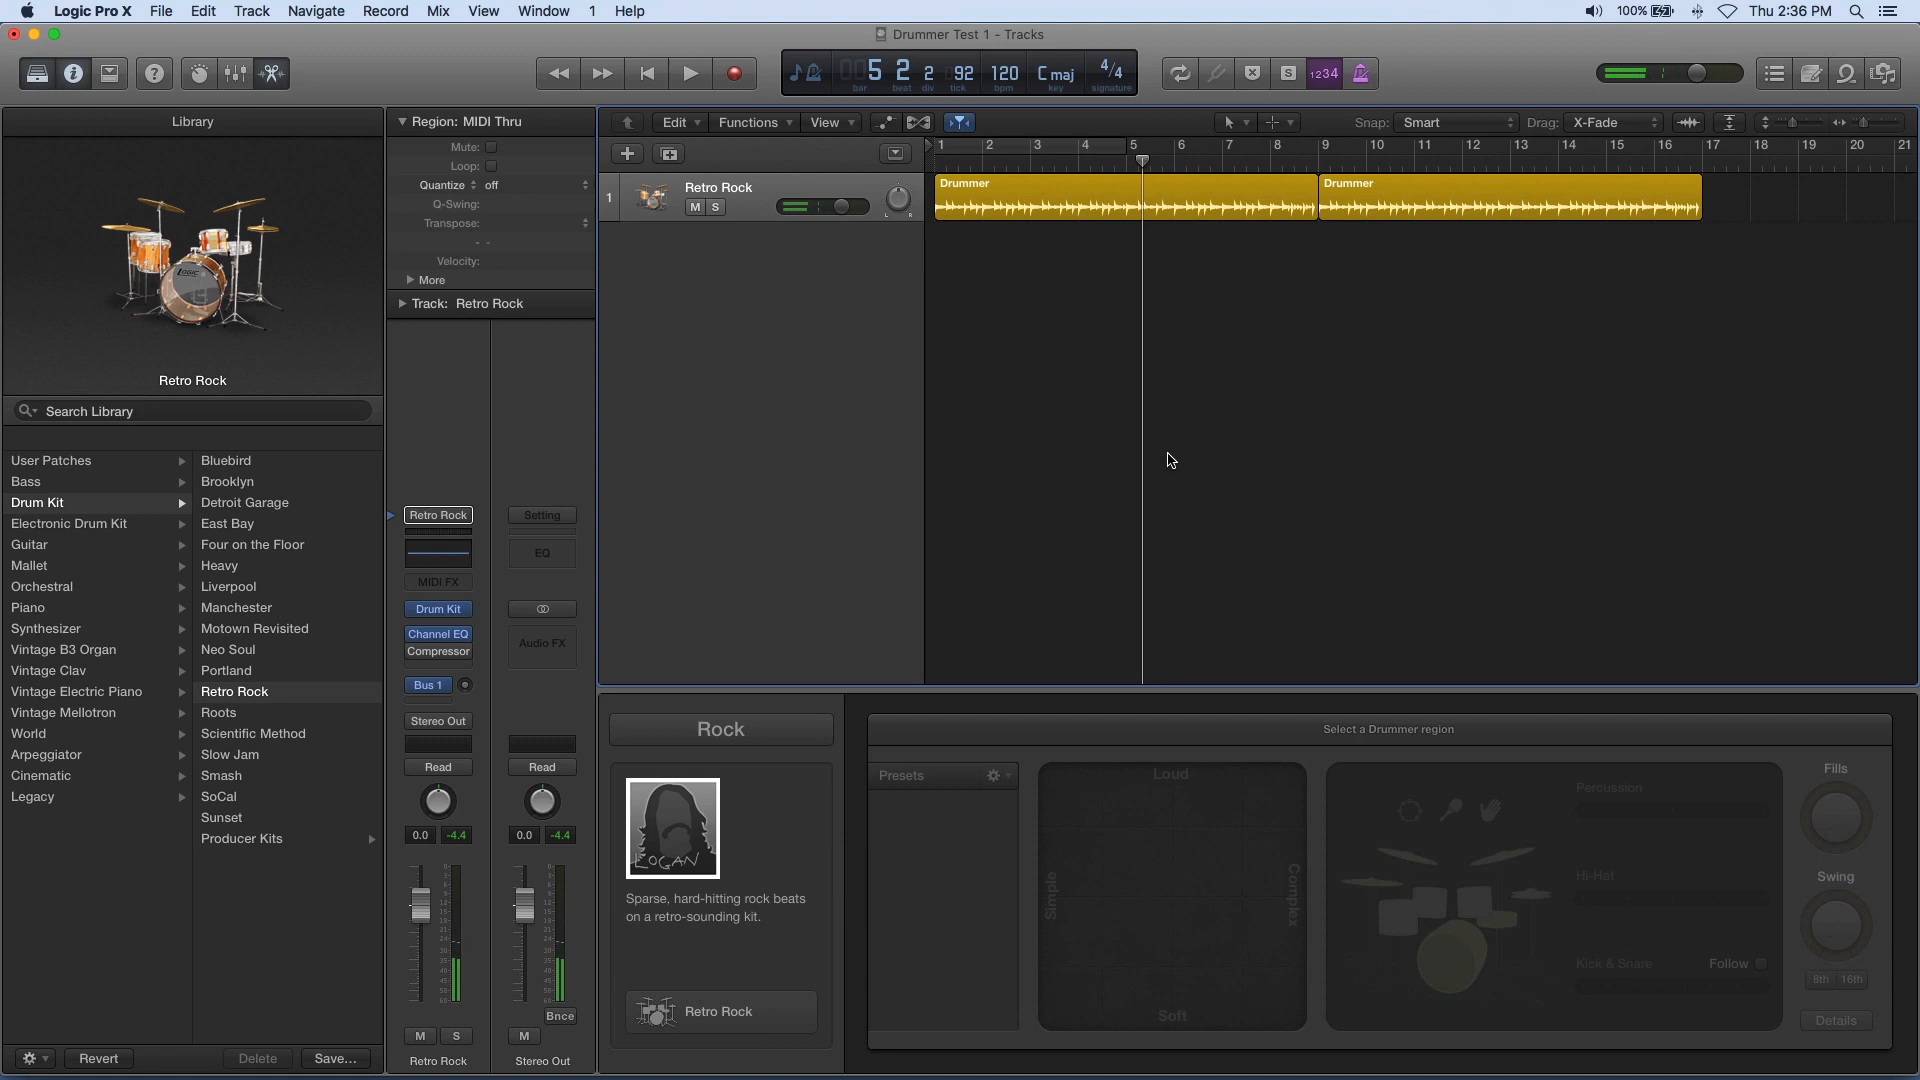 Logic Pro X File Edit Track Navigate Record Mix View Window 1 Help 100% Thu 2:36 PM
Drummer Test 1 - Tracks
5 2 2 92 120 C maj 4/4
bar beat div tick bpm key signature
S 1234
Library
Retro Rock
Search Library
User Patches
Bass
Drum Kit
Electronic Drum Kit
Guitar
Mallet
Orchestral
Piano
Synthesizer
Vintage B3 Organ
Vintage Clav
Vintage Electric Piano
Vintage Mellotron
World
Arpeggiator
Cinematic
Legacy
Bluebird
Brooklyn
Detroit Garage
East Bay
Four on the Floor
Heavy
Liverpool
Manchester
Motown Revisited
Neo Soul
Portland
Retro Rock
Roots
Scientific Method
Slow Jam
Smash
SoCal
Sunset
Producer Kits
Revert Delete Save...
Region: MIDI Thru
Mute:
Loop:
Quantize off
Q-Swing:
Transpose:
- -
Velocity:
More
Track: Retro Rock
Retro Rock Setting
EQ
MIDI FX
Drum Kit
Channel EQ
Compressor
Audio FX
Bus 1
Stereo Out
Read Read
0.0 -4.4 0.0 -4.4
Bnce
M S M
Retro Rock Stereo Out
Edit Functions View Snap: Smart Drag: X-Fade
1 2 3 4 5 6 7 8 9 10 11 12 13 14 15 16 17 18 19 20 21
1 Retro Rock
M S L R
Drummer Drummer
Rock
LOGAN
Sparse, hard-hitting rock beats
on a retro-sounding kit.
Retro Rock
Select a Drummer region
Presets
Loud
Simple
Complex
Soft
Percussion
Hi-Hat
Kick & Snare Follow
Fills
Swing
8th 16th
Details